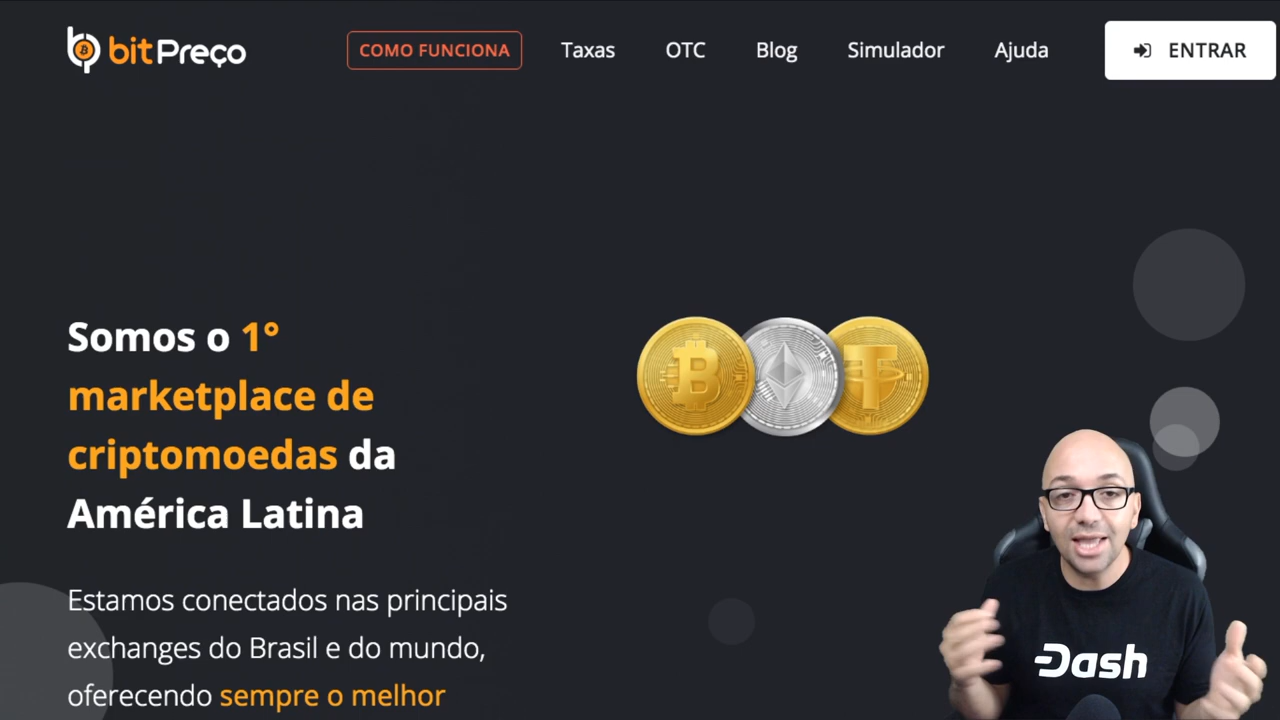 bitPreço
COMO FUNCIONA
Taxas
OTC
Blog
Simulador
Ajuda
ENTRAR
Somos o 1°
marketplace de
criptomoedas da
América Latina
Estamos conectados nas principais
exchanges do Brasil e do mundo,
oferecendo sempre o melhor
Dash